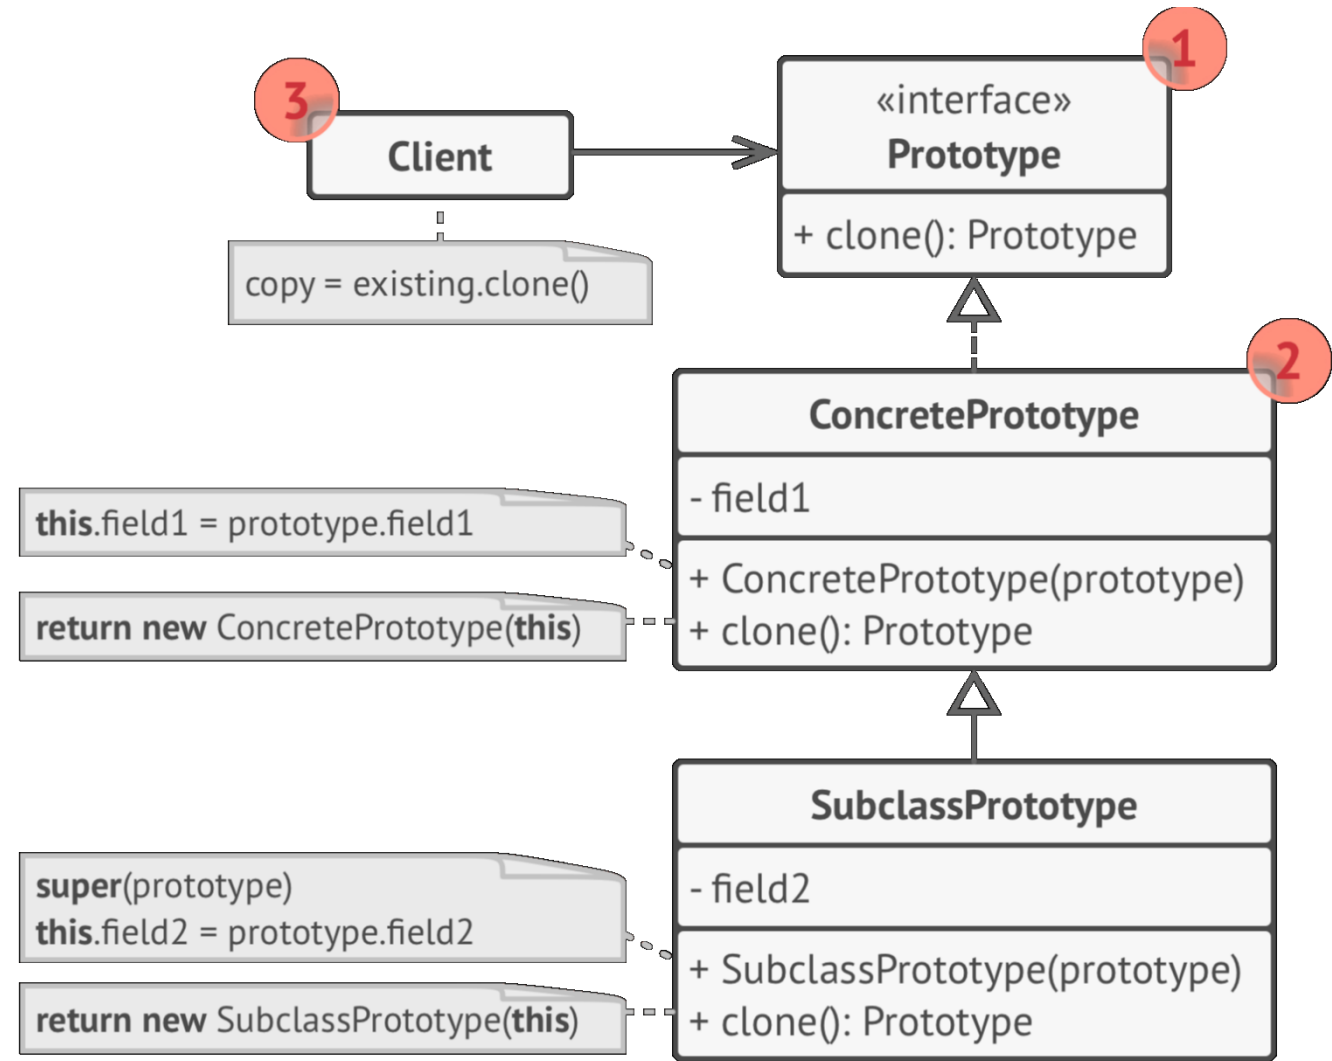 1
3
«interface»
Prototype
Client
+ clone(): Prototype
copy = existing.clone()
2
ConcretePrototype
- field1
this.field1 = prototype.field1
+ ConcretePrototype(prototype)
return new ConcretePrototype(this)
+ clone(): Prototype
SubclassPrototype
- field2
super(prototype)
this.field2 = prototype.field2
+ SubclassPrototype(prototype)
return new SubclassPrototype(this)
+ clone(): Prototype